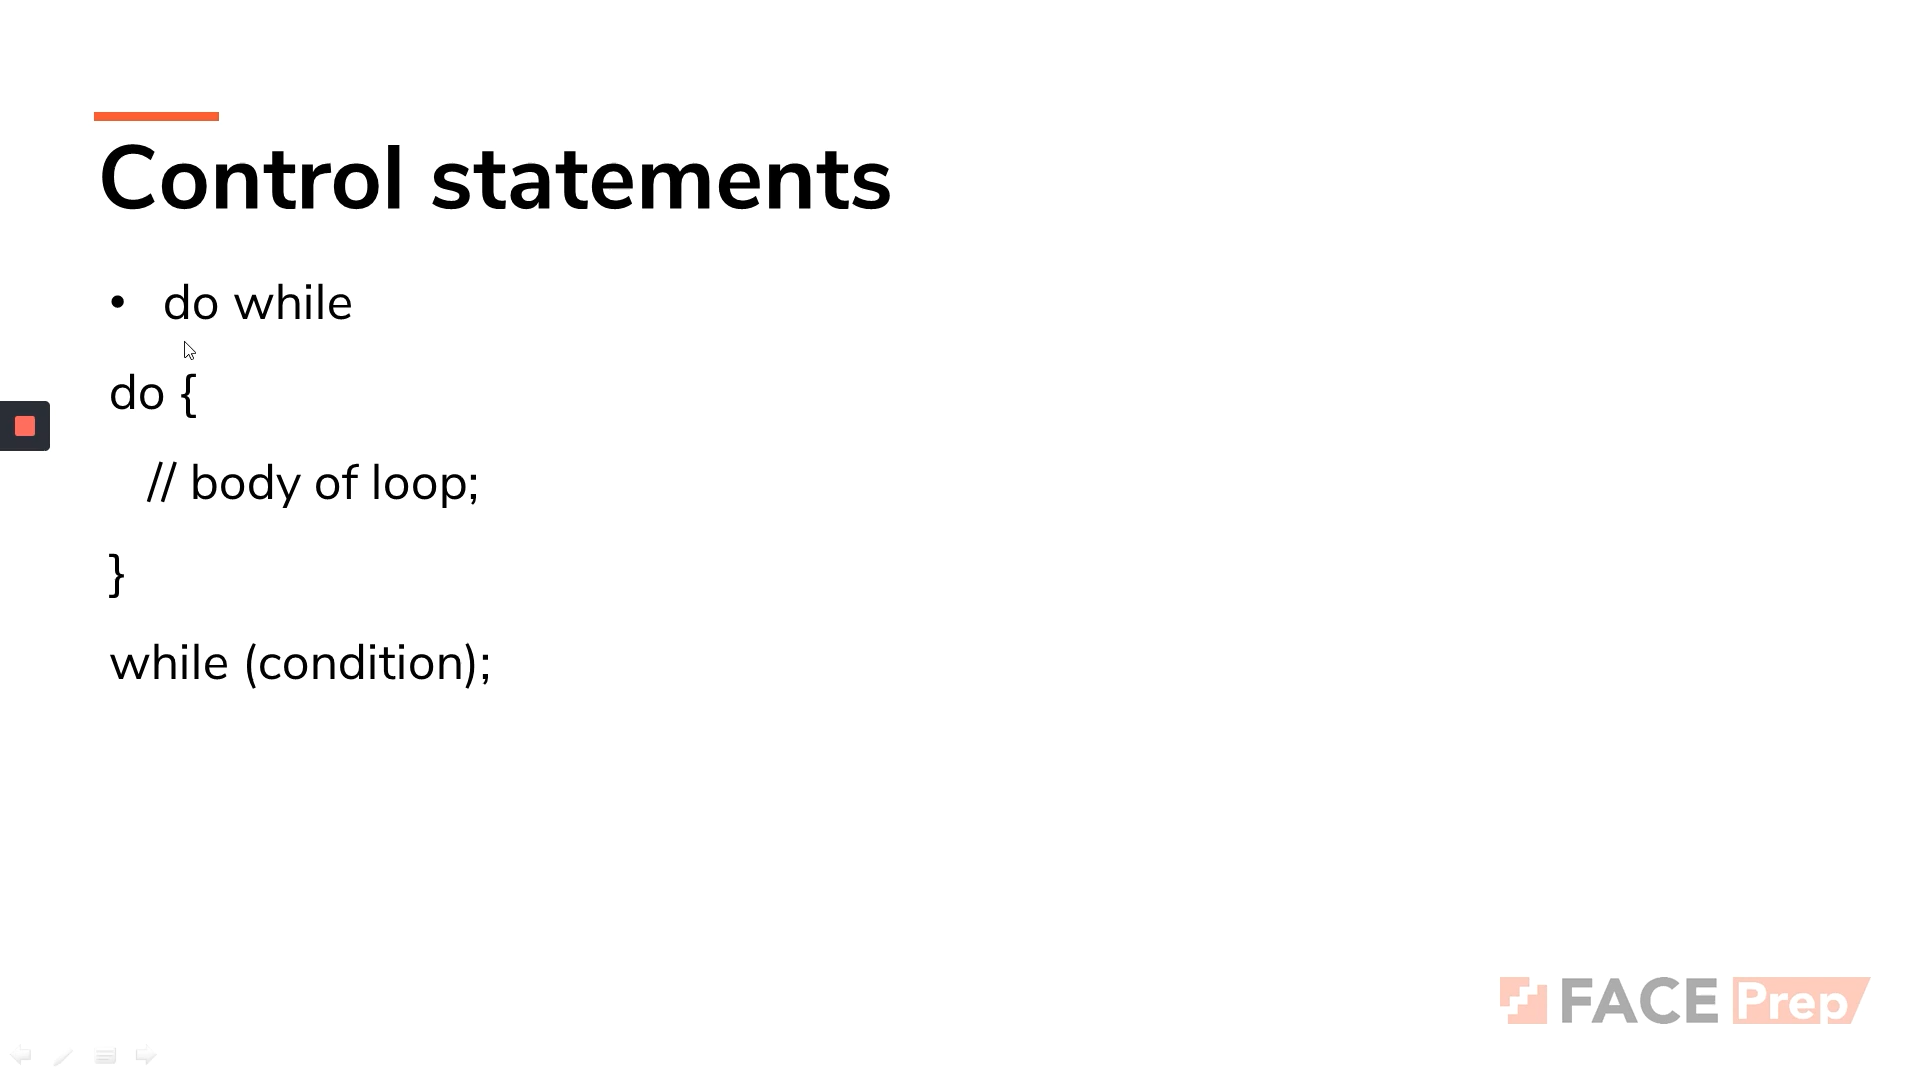 Control statements
• do while
do {
// body of loop;
}
while (condition);
FACE Prep